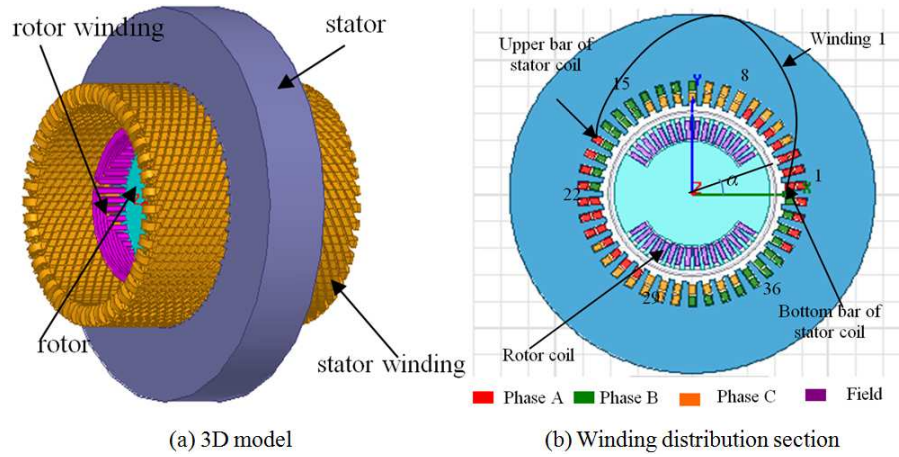 rotor winding
stator
rotor
stator winding
(a) 3D model
Upper bar of
stator coil
Winding 1
15
8
Y
22
1
X
Z
α
29
36
Bottom bar of
stator coil
Rotor coil
Phase A
Phase B
Phase C
Field
(b) Winding distribution section